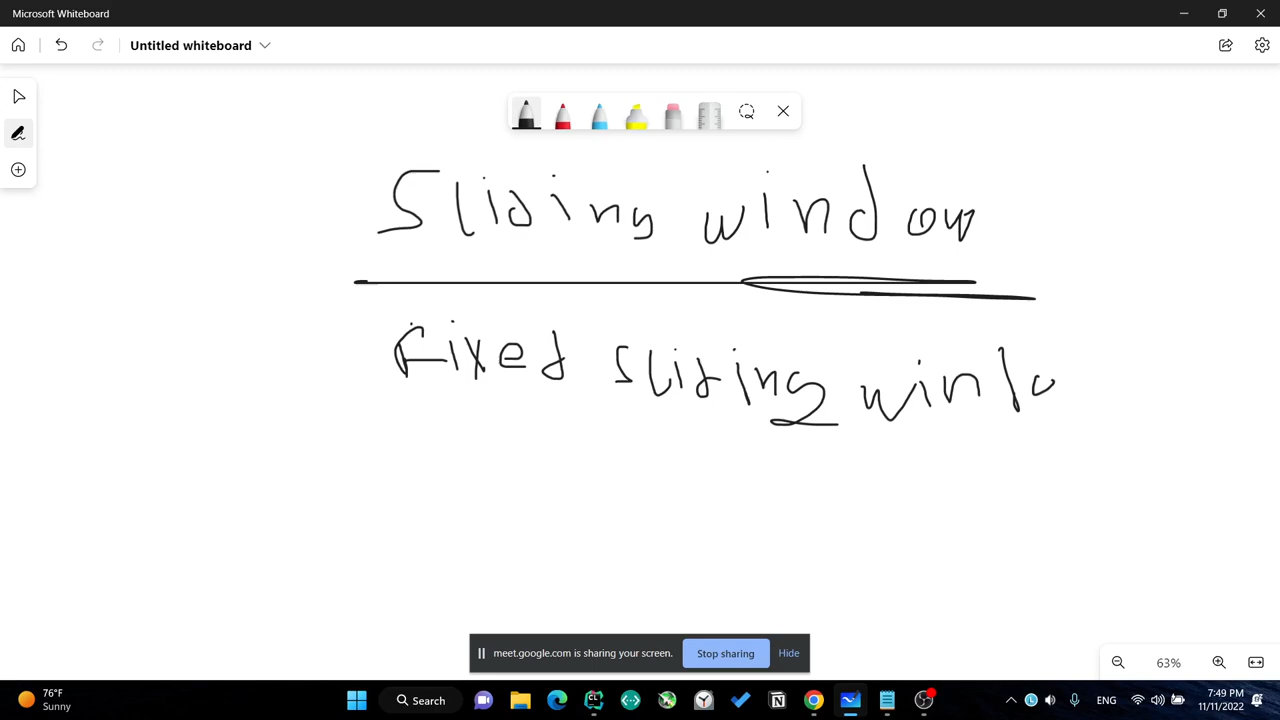 Microsoft Whiteboard
Untitled whiteboard
Sliding window
Fixed sliding windo
meet.google.com is sharing your screen.
Stop sharing
Hide
63%
76°F
Sunny
Search
ENG
7:49 PM
11/11/2022